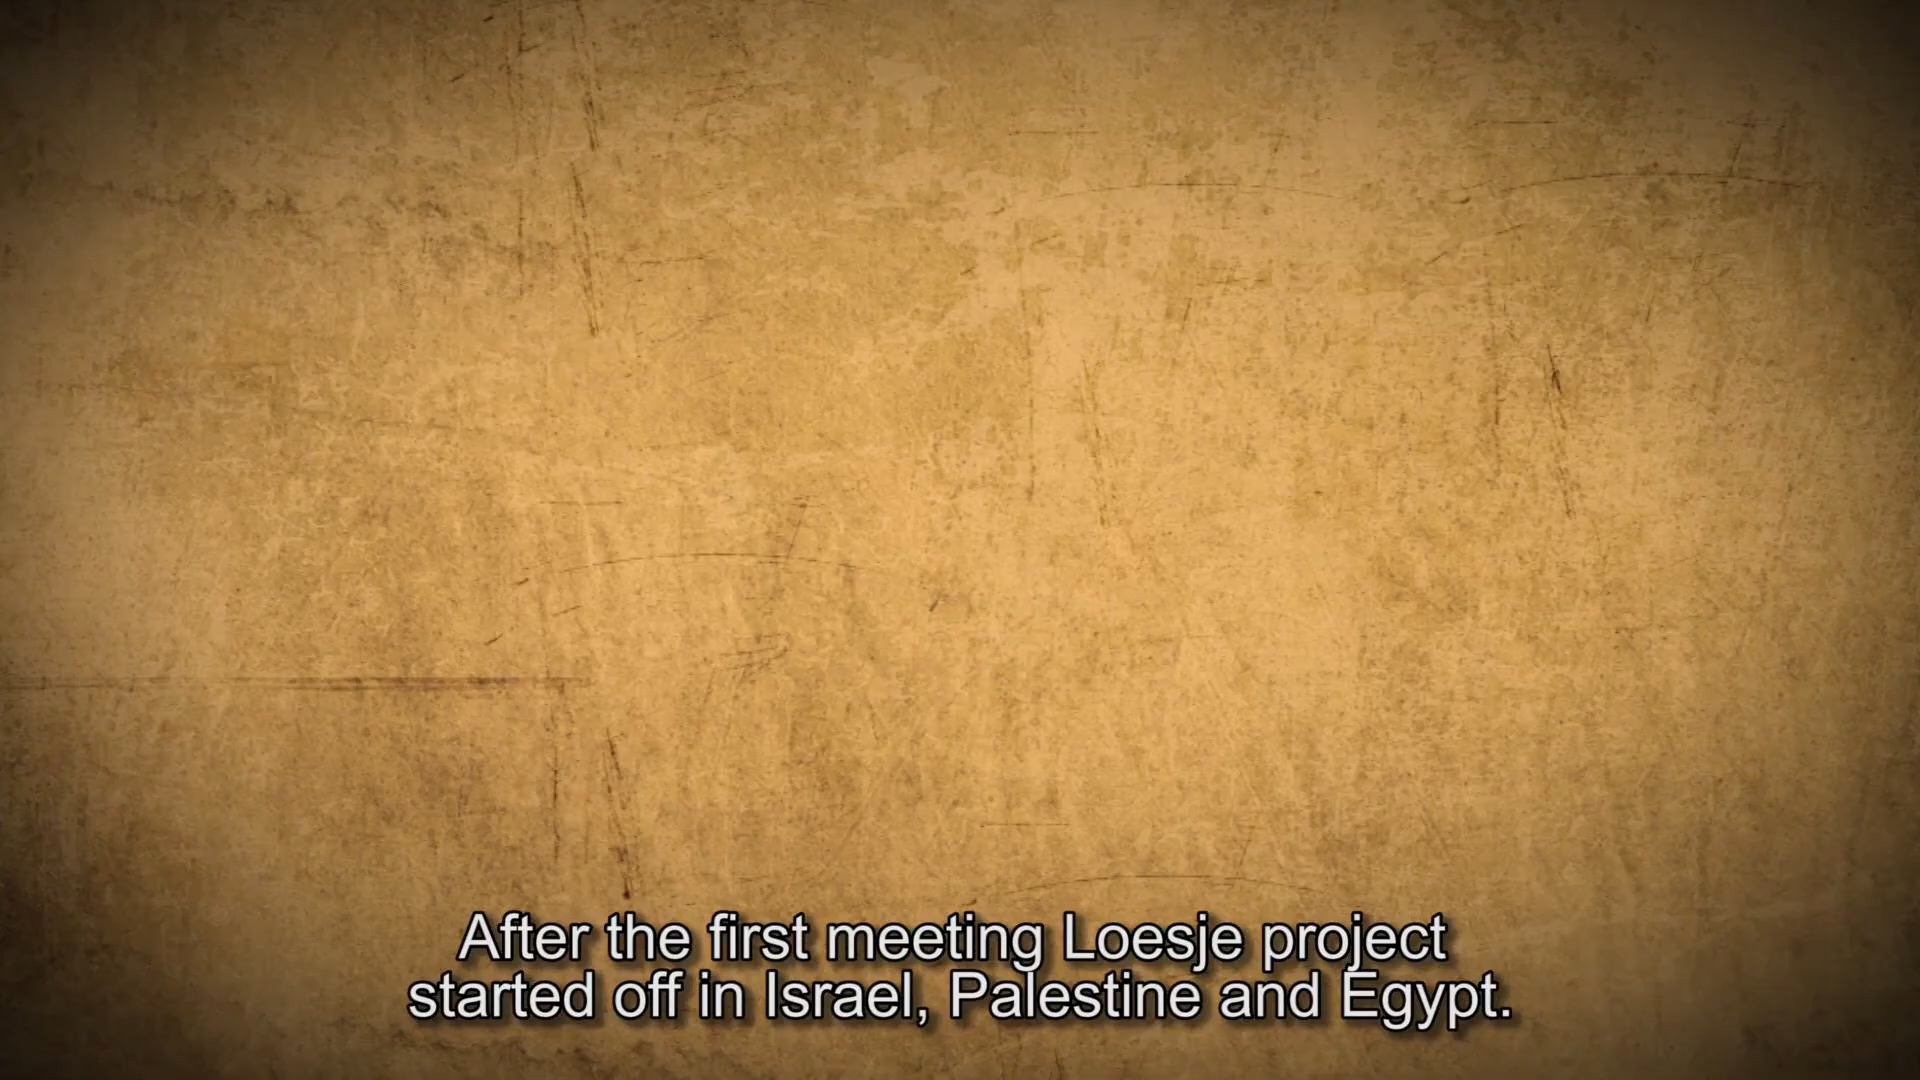 After the first meeting Loesje project
started off in Israel, Palestine and Egypt.